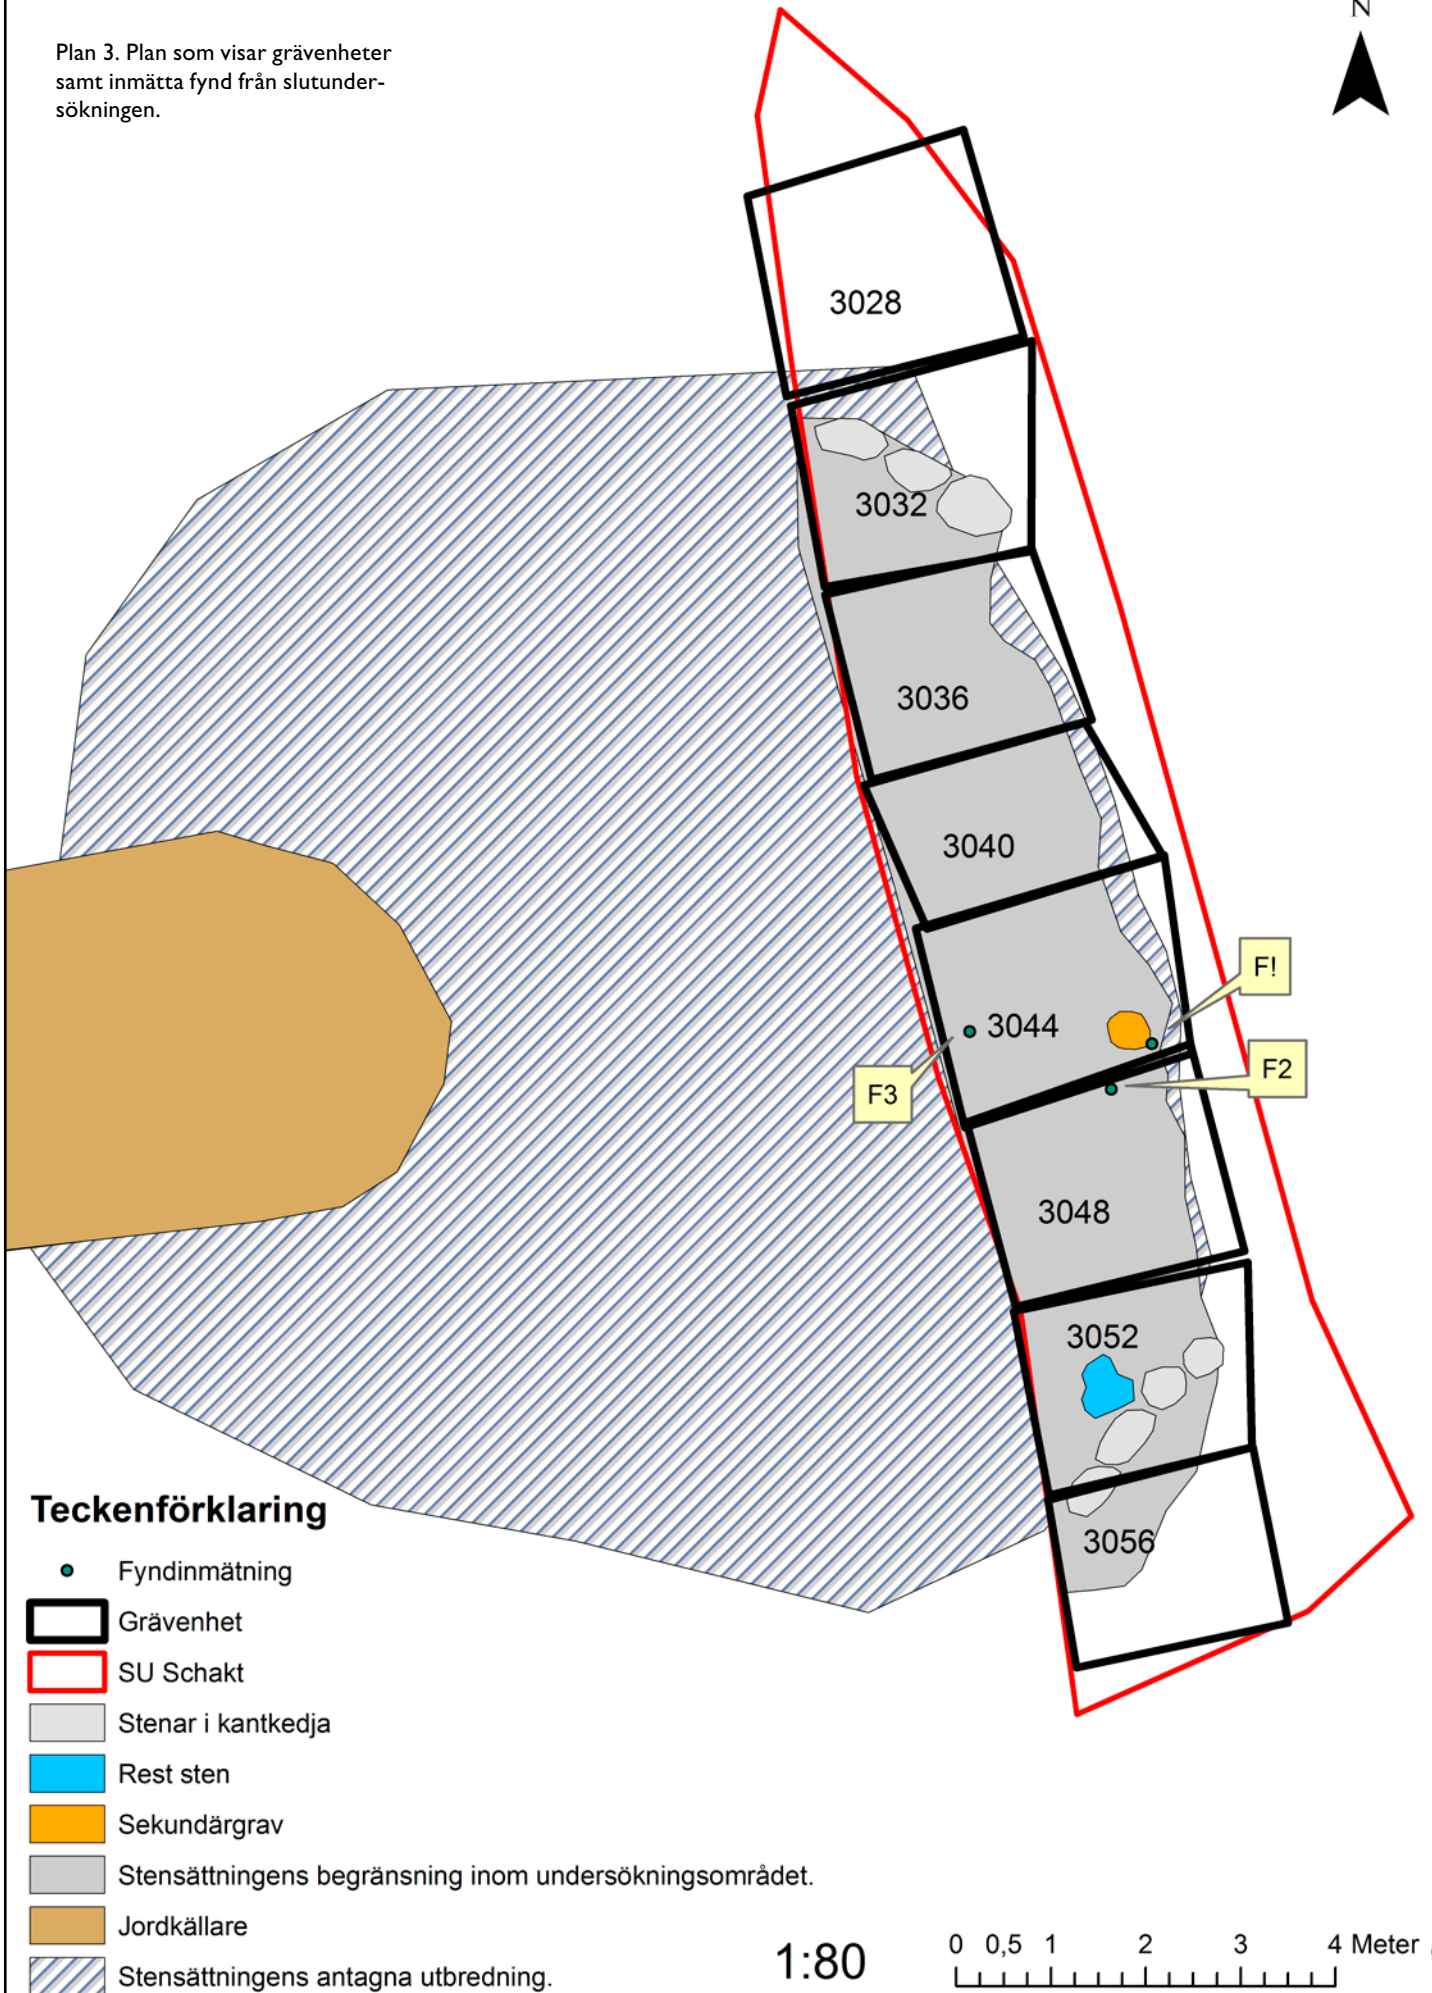 Plan 3. Plan som visar grävenheter
samt inmätta fynd från slutunder-
sökningen.
N
3028
3032
3036
3040
F!
3044
F2
F3
3048
3052
3056
Teckenförklaring
Fyndinmätning
Grävenhet
SU Schakt
Stenar i kantkedja
Rest sten
Sekundärgrav
Stensättningens begränsning inom undersökningsområdet.
Jordkällare
Stensättningens antagna utbredning.
1:80
0 0,5 1 2 3 4 Meter